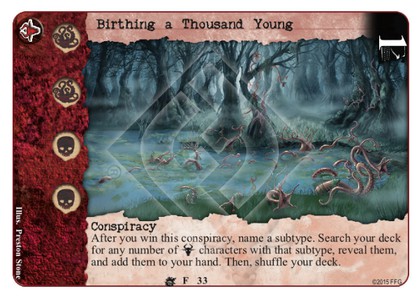 Birthing a Thousand Young
1
Conspiracy
After you win this conspiracy, name a subtype. Search your deck
for any number of characters with that subtype, reveal them,
and add them to your hand. Then, shuffle your deck.
Illus. Preston Stone
F 33
©2015 FFG